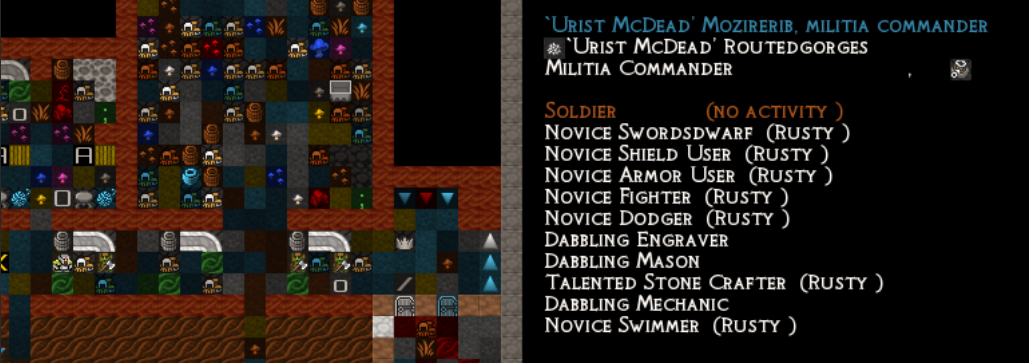 `Urist McDead' Mozirerib, militia commander
`Urist McDead' Routedgorges
Militia Commander ,
Soldier (no activity )
Novice Swordsdwarf (Rusty )
Novice Shield User (Rusty )
Novice Armor User (Rusty )
Novice Fighter (Rusty )
Novice Dodger (Rusty )
Dabbling Engraver
Dabbling Mason
Talented Stone Crafter (Rusty )
Dabbling Mechanic
Novice Swimmer (Rusty )